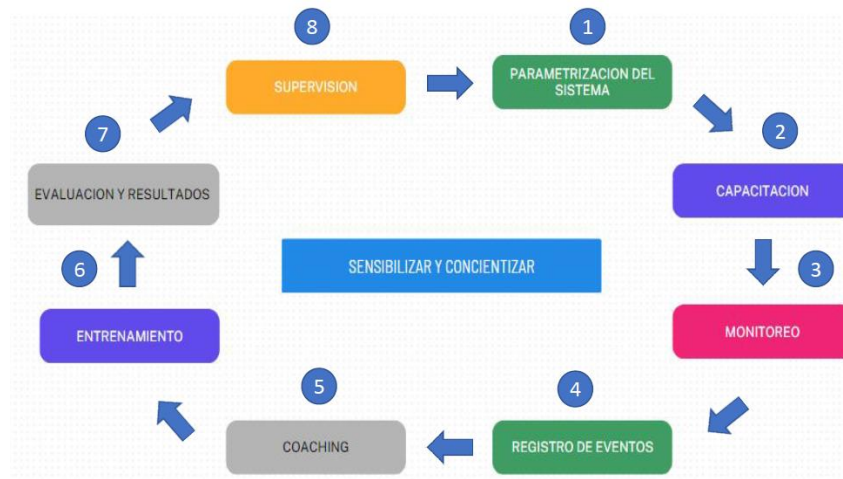 8
1
SUPERVISION
PARAMETRIZACION DEL
SISTEMA
7
2
EVALUACION Y RESULTADOS
CAPACITACION
SENSIBILIZAR Y CONCIENTIZAR
6
3
ENTRENAMIENTO
MONITOREO
5
4
COACHING
REGISTRO DE EVENTOS